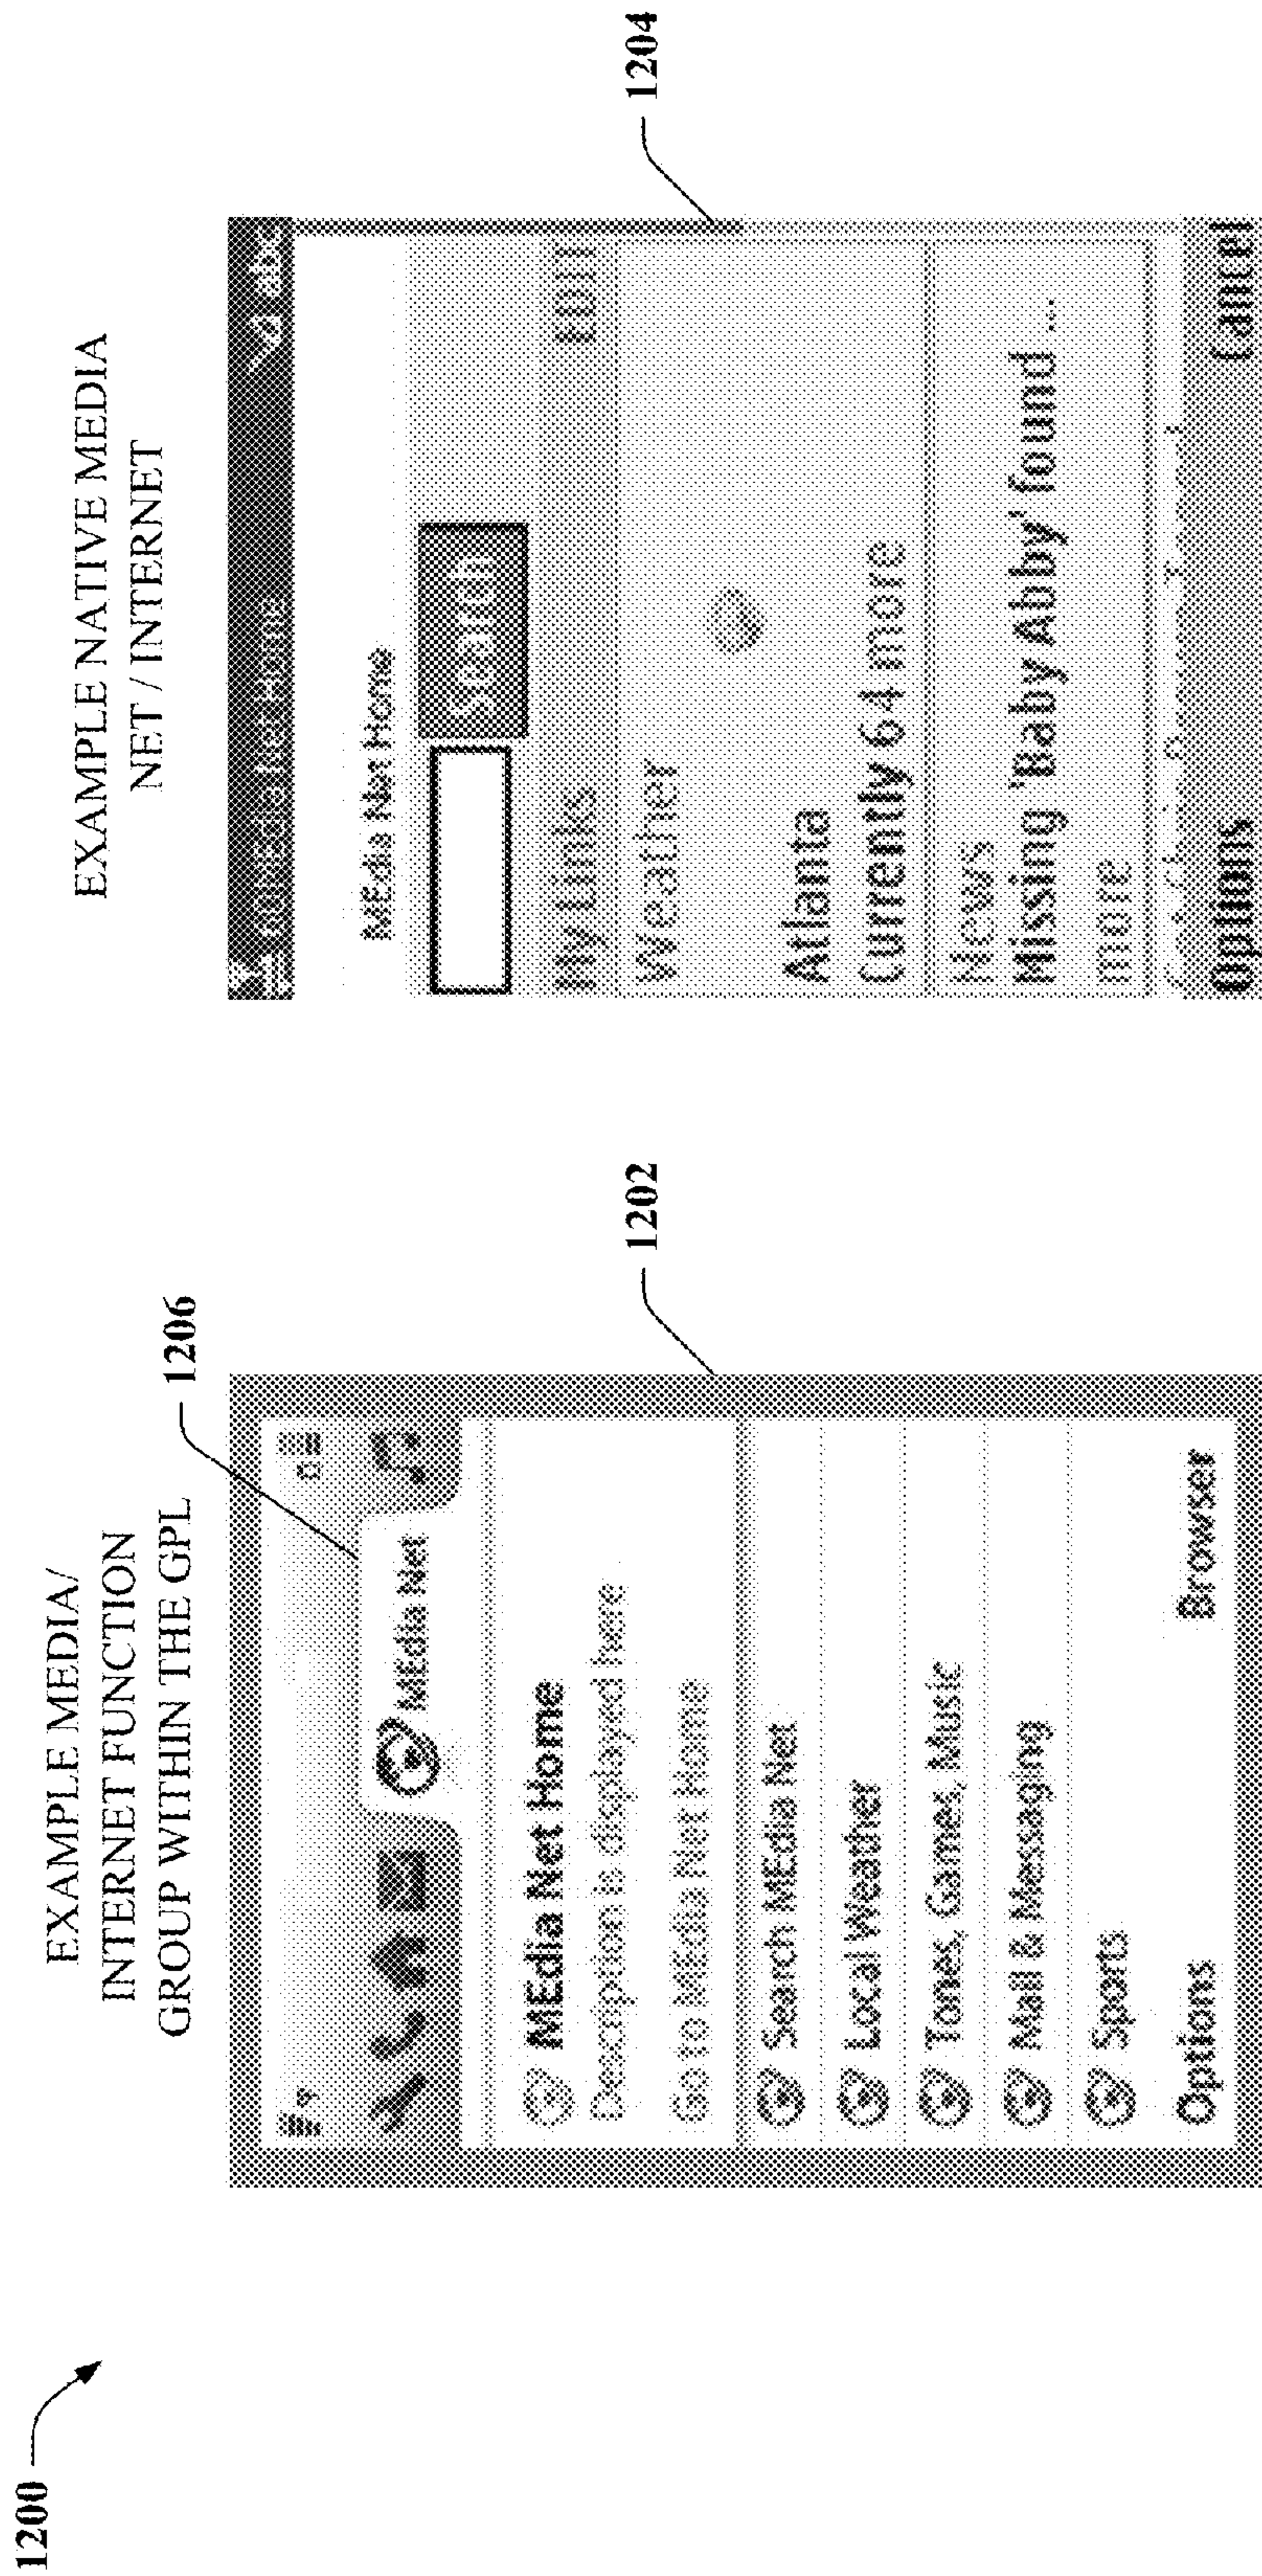 1200
EXAMPLE MEDIA/
INTERNET FUNCTION
GROUP WITHIN THE GPL
1206
MEdia Net
MEdia Net Home
Description is displayed here
Go to MEdia Net Home
Search MEdia Net
Local Weather
Tones, Games, Music
Mail & Messaging
Sports
Options Browser
1202
EXAMPLE NATIVE MEDIA
NET / INTERNET
abc
MEdia Net Home
Search
My Links EDIT
Weather
Atlanta
Currently 64 more
News
Missing 'Baby Abby' found ...
more
Options Cancel
1204